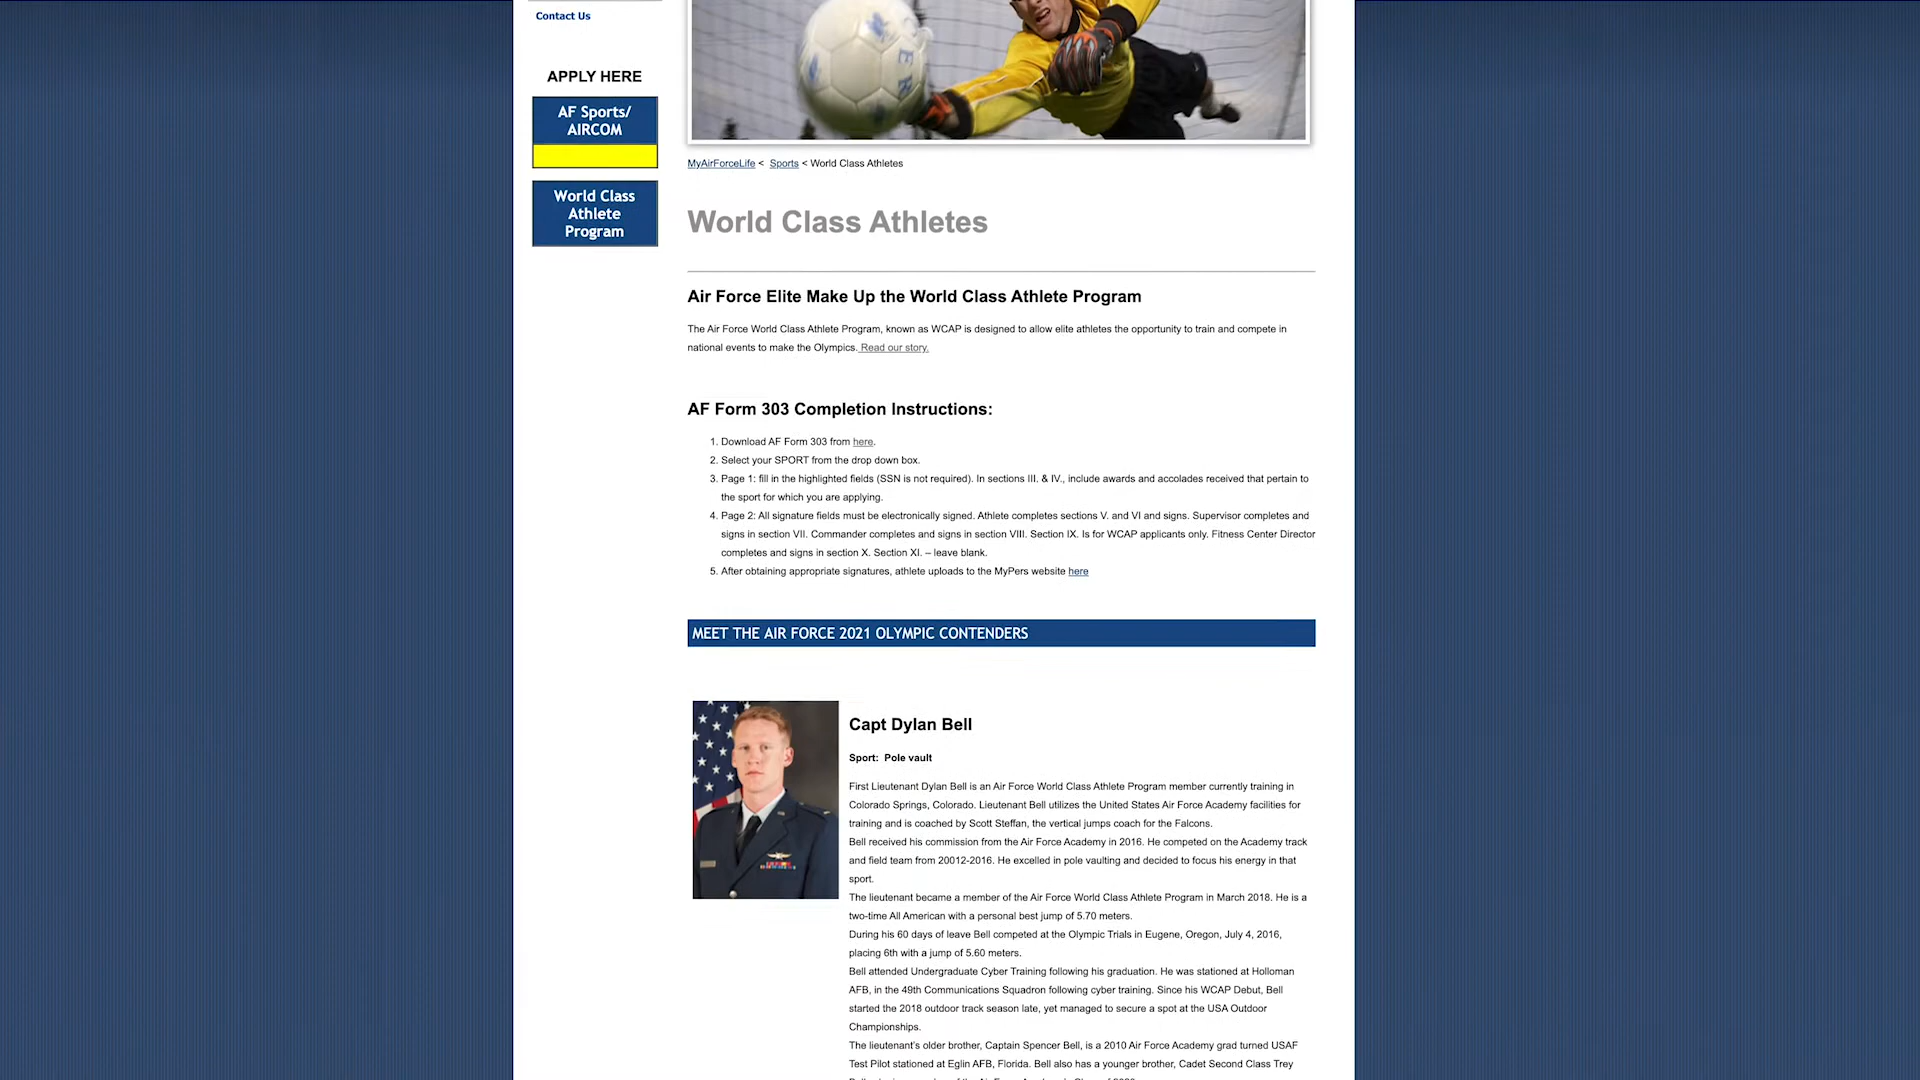 Contact Us
APPLY HERE
AF Sports/
AIRCOM
World Class
Athlete
Program
MyAirForceLife < Sports < World Class Athletes
World Class Athletes
Air Force Elite Make Up the World Class Athlete Program
The Air Force World Class Athlete Program, known as WCAP is designed to allow elite athletes the opportunity to train and compete in
national events to make the Olympics. Read our story.
AF Form 303 Completion Instructions:
1. Download AF Form 303 from here.
2. Select your SPORT from the drop down box.
3. Page 1: fill in the highlighted fields (SSN is not required). In sections III. & IV., include awards and accolades received that pertain to
the sport for which you are applying.
4. Page 2: All signature fields must be electronically signed. Athlete completes sections V. and VI and signs. Supervisor completes and
signs in section VII. Commander completes and signs in section VIII. Section IX. Is for WCAP applicants only. Fitness Center Director
completes and signs in section X. Section XI. – leave blank.
5. After obtaining appropriate signatures, athlete uploads to the MyPers website here
MEET THE AIR FORCE 2021 OLYMPIC CONTENDERS
Capt Dylan Bell
Sport: Pole vault
First Lieutenant Dylan Bell is an Air Force World Class Athlete Program member currently training in
Colorado Springs, Colorado. Lieutenant Bell utilizes the United States Air Force Academy facilities for
training and is coached by Scott Steffan, the vertical jumps coach for the Falcons.
Bell received his commission from the Air Force Academy in 2016. He competed on the Academy track
and field team from 20012-2016. He excelled in pole vaulting and decided to focus his energy in that
sport.
The lieutenant became a member of the Air Force World Class Athlete Program in March 2018. He is a
two-time All American with a personal best jump of 5.70 meters.
During his 60 days of leave Bell competed at the Olympic Trials in Eugene, Oregon, July 4, 2016,
placing 6th with a jump of 5.60 meters.
Bell attended Undergraduate Cyber Training following his graduation. He was stationed at Holloman
AFB, in the 49th Communications Squadron following cyber training. Since his WCAP Debut, Bell
started the 2018 outdoor track season late, yet managed to secure a spot at the USA Outdoor
Championships.
The lieutenant's older brother, Captain Spencer Bell, is a 2010 Air Force Academy grad turned USAF
Test Pilot stationed at Eglin AFB, Florida. Bell also has a younger brother, Cadet Second Class Trey